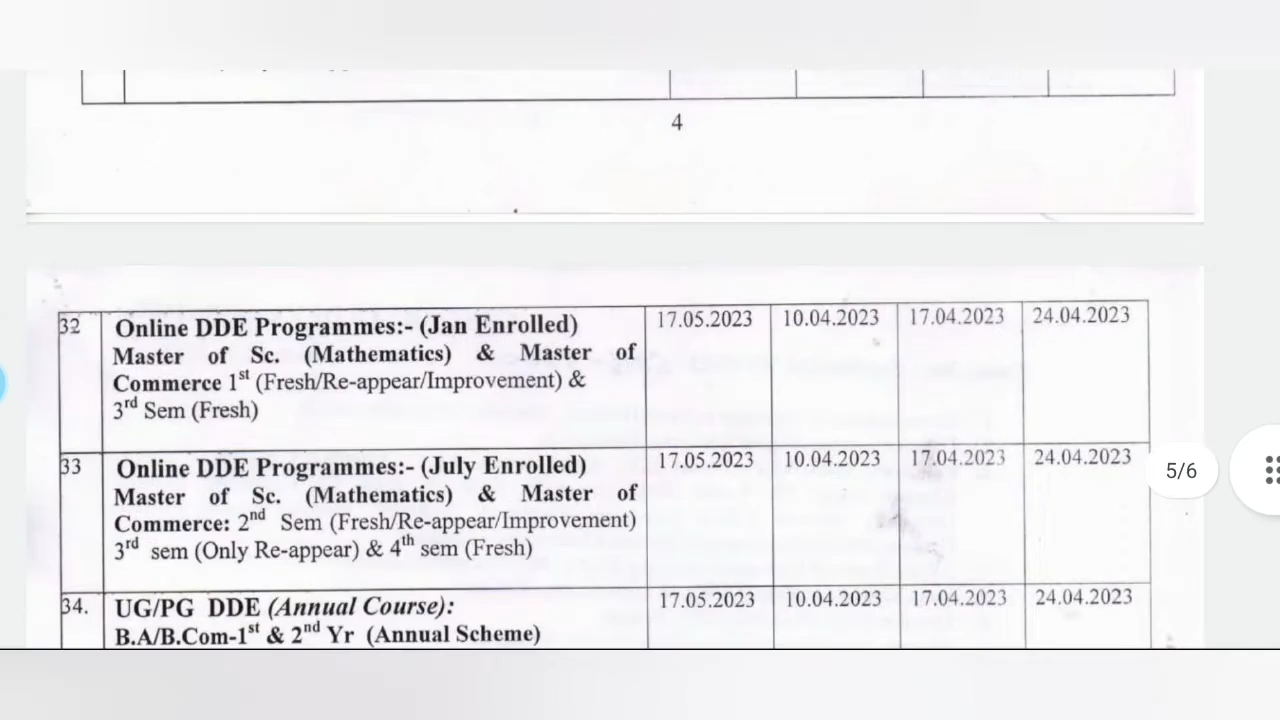 4
32 Online DDE Programmes:- (Jan Enrolled) 17.05.2023 10.04.2023 17.04.2023 24.04.2023
Master of Sc. (Mathematics) & Master of
Commerce 1st (Fresh/Re-appear/Improvement) &
3rd Sem (Fresh)
33 Online DDE Programmes:- (July Enrolled) 17.05.2023 10.04.2023 17.04.2023 24.04.2023
Master of Sc. (Mathematics) & Master of
Commerce: 2nd Sem (Fresh/Re-appear/Improvement)
3rd sem (Only Re-appear) & 4th sem (Fresh)
5/6
34. UG/PG DDE (Annual Course): 17.05.2023 10.04.2023 17.04.2023 24.04.2023
B.A/B.Com-1st & 2nd Yr (Annual Scheme)